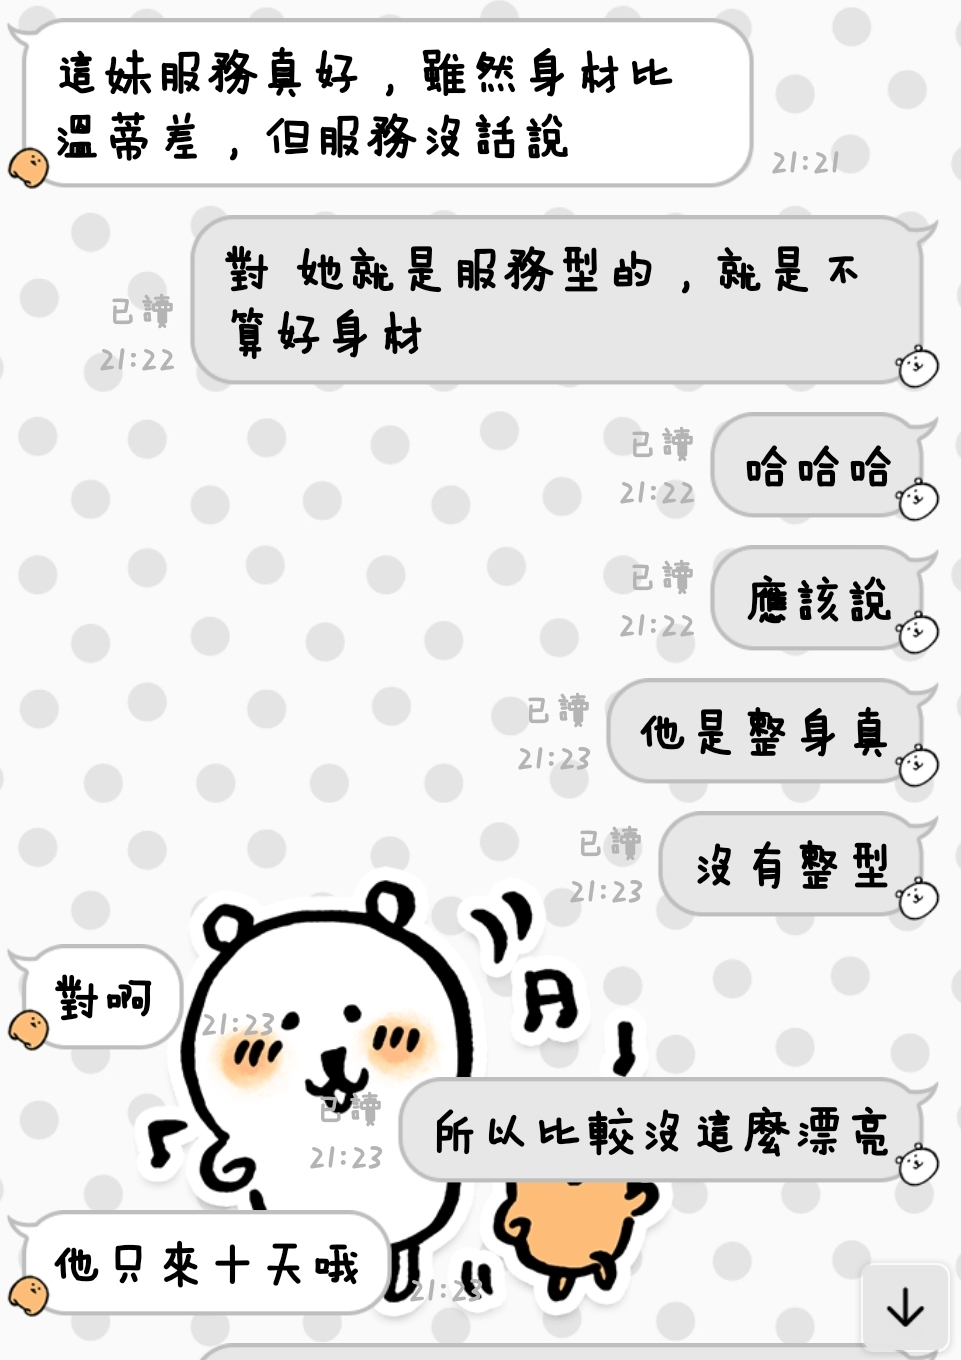 這妹服務真好，雖然身材比
溫蒂差，但服務沒話說
21:21
對 她就是服務型的，就是不
算好身材
已讀
21:22
哈哈哈
已讀
21:22
應該說
已讀
21:22
他是整身真
已讀
21:23
沒有整型
已讀
21:23
對啊
21:23
所以比較沒這麼漂亮
已讀
21:23
他只來十天哦
21:23